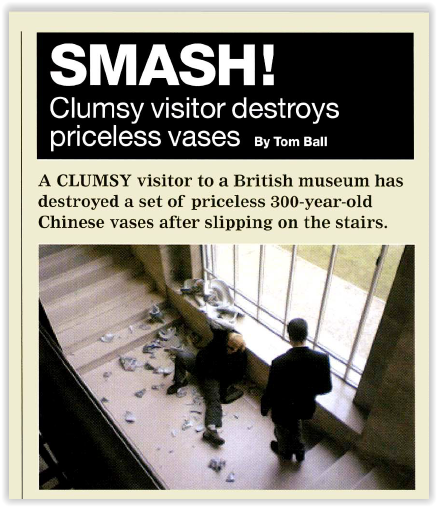 SMASH!
Clumsy visitor destroys
priceless vases By Tom Ball
A CLUMSY visitor to a British museum has
destroyed a set of priceless 300-year-old
Chinese vases after slipping on the stairs.